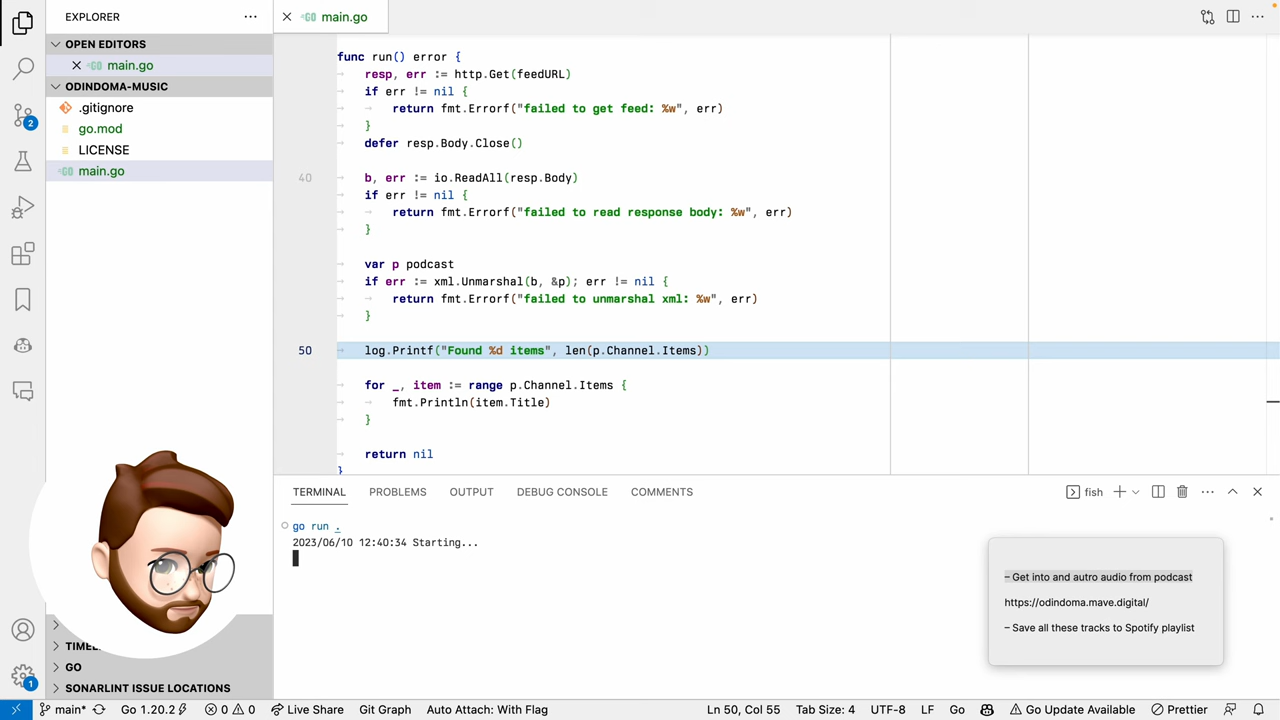 EXPLORER
main.go
OPEN EDITORS
main.go
ODINDOMA-MUSIC
.gitignore
go.mod
LICENSE
main.go
func run() error {
resp, err := http.Get(feedURL)
if err != nil {
return fmt.Errorf("failed to get feed: %w", err)
}
defer resp.Body.Close()
40
b, err := io.ReadAll(resp.Body)
if err != nil {
return fmt.Errorf("failed to read response body: %w", err)
}
var p podcast
if err := xml.Unmarshal(b, &p); err != nil {
return fmt.Errorf("failed to unmarshal xml: %w", err)
}
50
log.Printf("Found %d items", len(p.Channel.Items))
for _, item := range p.Channel.Items {
fmt.Println(item.Title)
}
return nil
}
2
TERMINAL PROBLEMS OUTPUT DEBUG CONSOLE COMMENTS
fish
go run .
2023/06/10 12:40:34 Starting...
– Get into and autro audio from podcast
https://odindoma.mave.digital/
– Save all these tracks to Spotify playlist
GO
SONARLINT ISSUE LOCATIONS
1
main* Go 1.20.2 0 0 Live Share Git Graph Auto Attach: With Flag Ln 50, Col 55 Tab Size: 4 UTF-8 LF Go Go Update Available Prettier